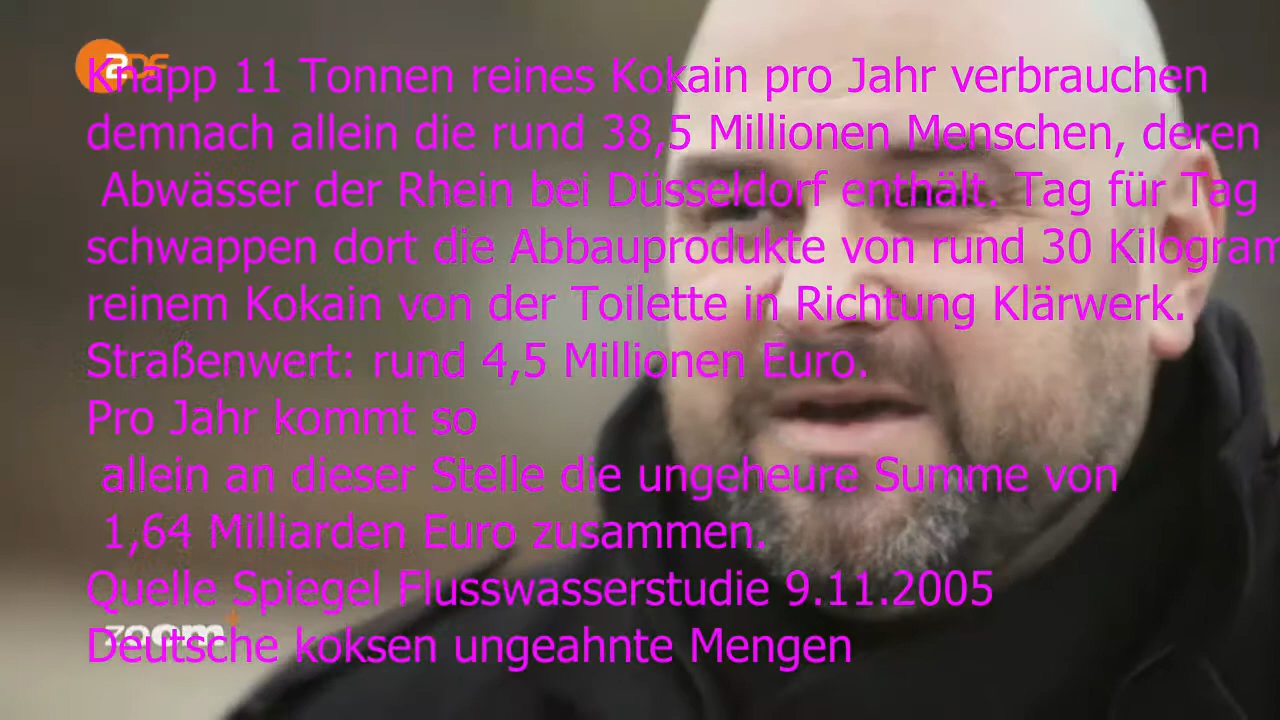 ZDF
Knapp 11 Tonnen reines Kokain pro Jahr verbrauchen
demnach allein die rund 38,5 Millionen Menschen, deren
Abwässer der Rhein bei Düsseldorf enthält. Tag für Tag
schwappen dort die Abbauprodukte von rund 30 Kilogram
reinem Kokain von der Toilette in Richtung Klärwerk.
Straßenwert: rund 4,5 Millionen Euro.
Pro Jahr kommt so
allein an dieser Stelle die ungeheure Summe von
1,64 Milliarden Euro zusammen.
Quelle Spiegel Flusswasserstudie 9.11.2005
zoom+
Deutsche koksen ungeahnte Mengen